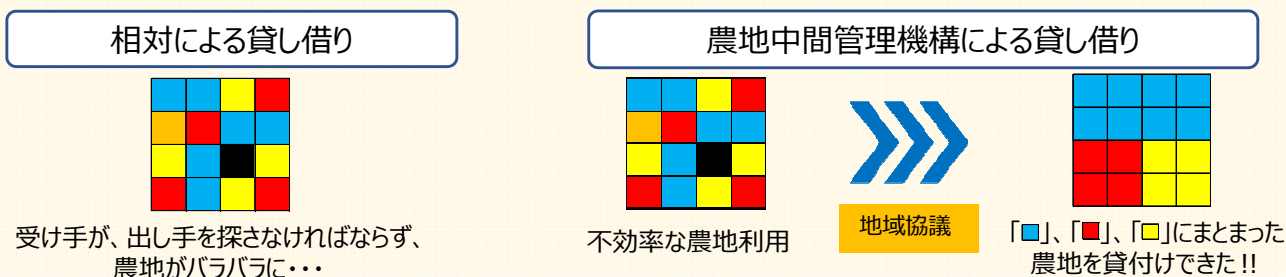 相対による貸し借り
受け手が、出し手を探さなければならず、
農地がバラバラに・・・
農地中間管理機構による貸し借り
不効率な農地利用
地域協議
「■」、「■」、「■」にまとまった
農地を貸付けできた!!